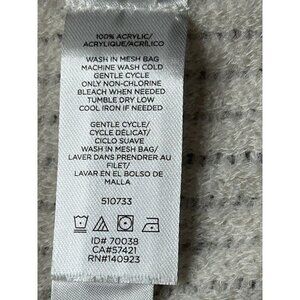 100% ACRYLIC/
ACRYLIQUE/ACRÍLICO
WASH IN MESH BAG
MACHINE WASH COLD
GENTLE CYCLE
ONLY NON-CHLORINE
BLEACH WHEN NEEDED
TUMBLE DRY LOW
COOL IRON IF NEEDED
GENTLE CYCLE/
CYCLE DÉLICAT/
CICLO SUAVE
WASH IN MESH BAG/
LAVER DANS PRENDRER AU
FILET/
LAVAR EN EL BOLSO DE
MALLA
510733
ID# 70038
CA#57421
RN#140923